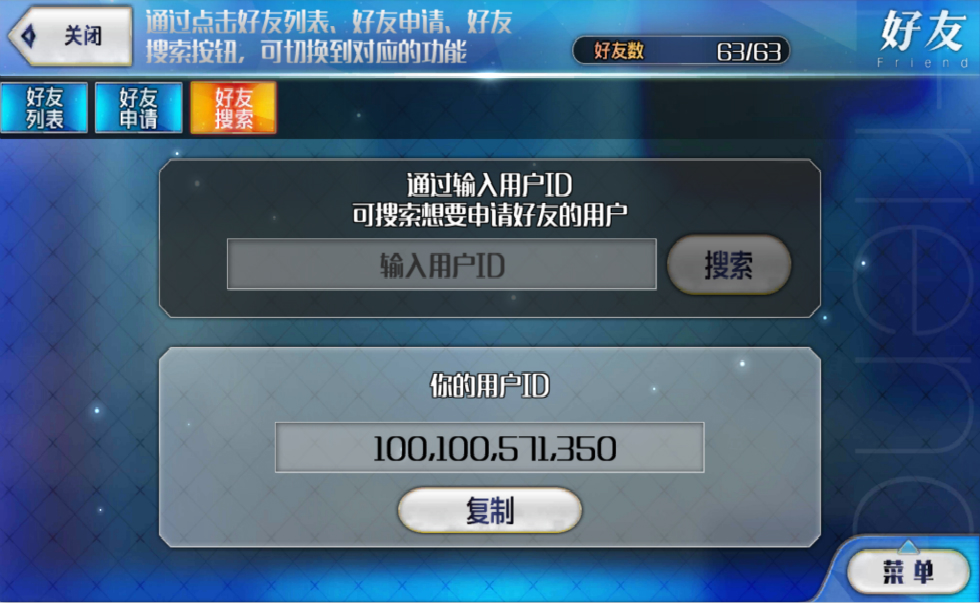 关闭
通过点击好友列表、好友申请、好友
搜索按钮，可切换到对应的功能
好友数 63/63
好友
Friend
好友
列表
好友
申请
好友
搜索
通过输入用户ID
可搜索想要申请好友的用户
输入用户ID
搜索
你的用户ID
100,100,571,350
复制
菜单
Friend